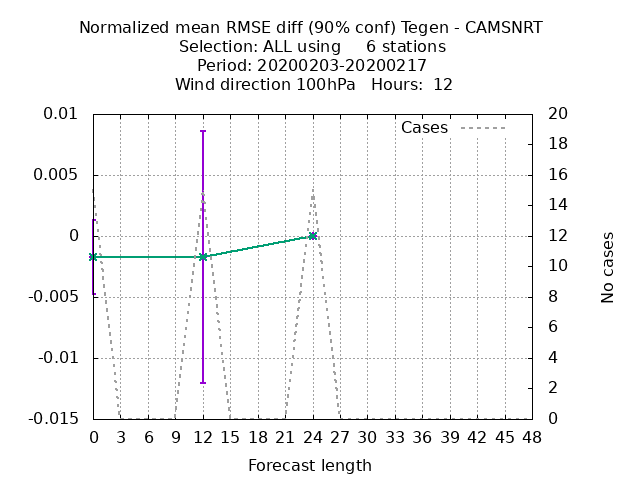 Normalized mean RMSE diff (90% conf) Tegen - CAMSNRT
Selection: ALL using     6 stations
Period: 20200203-20200217
Wind direction 100hPa   Hours:  12
0.01
0.005
0
-0.005
-0.01
-0.015
Cases
20
18
16
14
12
10
8
6
4
2
0
No cases
0 3 6 9 12 15 18 21 24 27 30 33 36 39 42 45 48
Forecast length